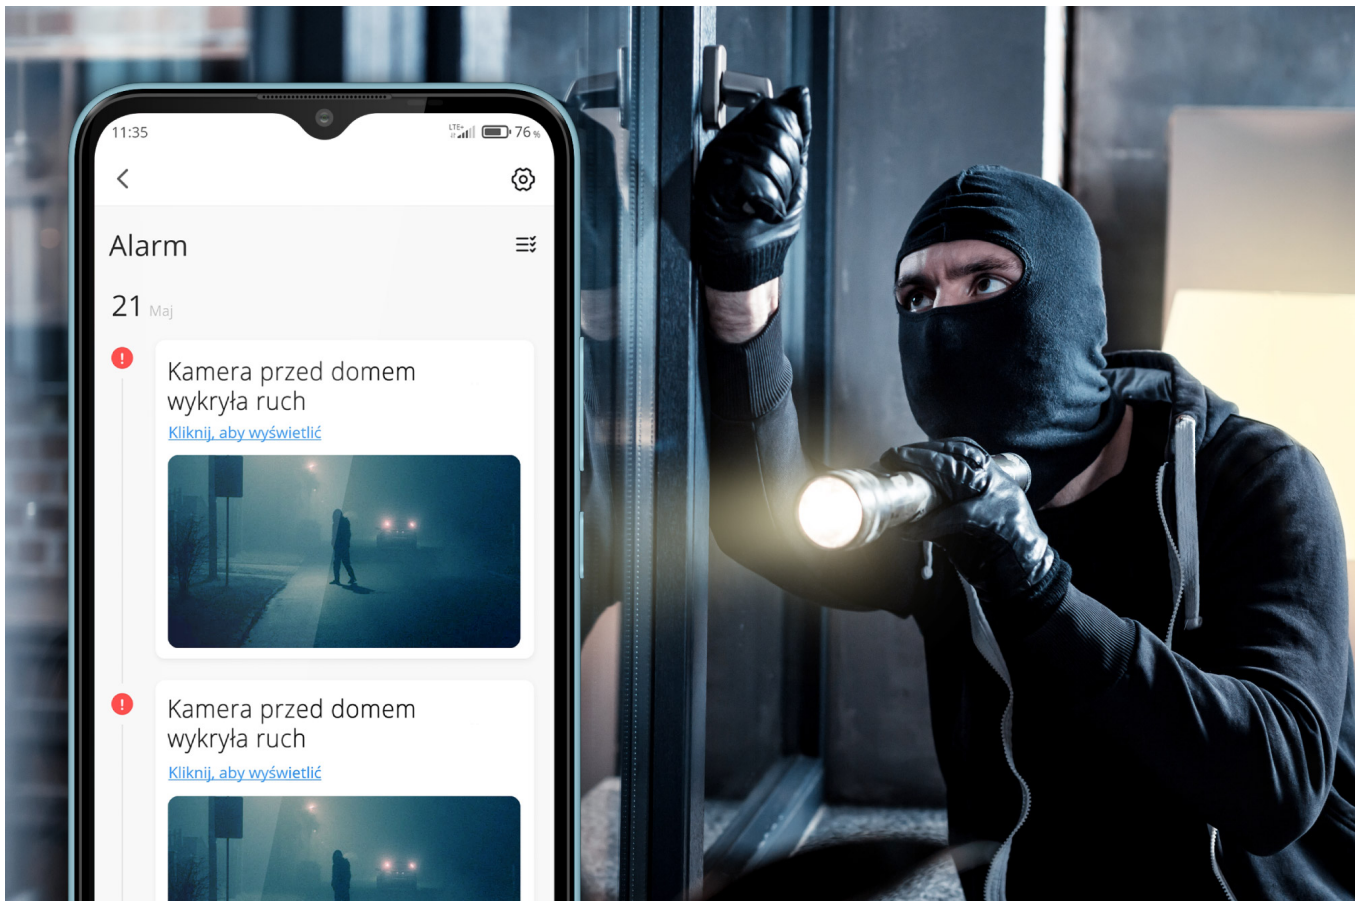 11:35
LTE+
76 %
Alarm
21 Maj
Kamera przed domem
wykryła ruch
Kliknij, aby wyświetlić
Kamera przed domem
wykryła ruch
Kliknij, aby wyświetlić